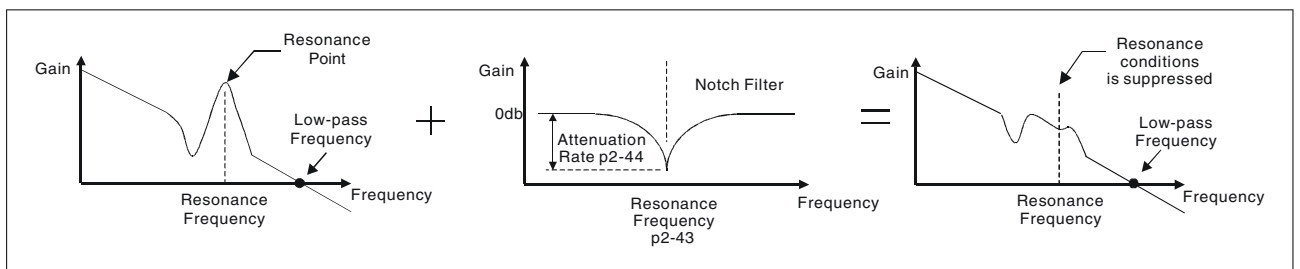 Gain
Resonance
Point
Low-pass
Frequency
Frequency
Resonance
Frequency
+
Gain
Notch Filter
0db
Attenuation
Rate p2-44
Frequency
Resonance
Frequency
p2-43
=
Gain
Resonance
conditions
is suppressed
Low-pass
Frequency
Frequency
Resonance
Frequency